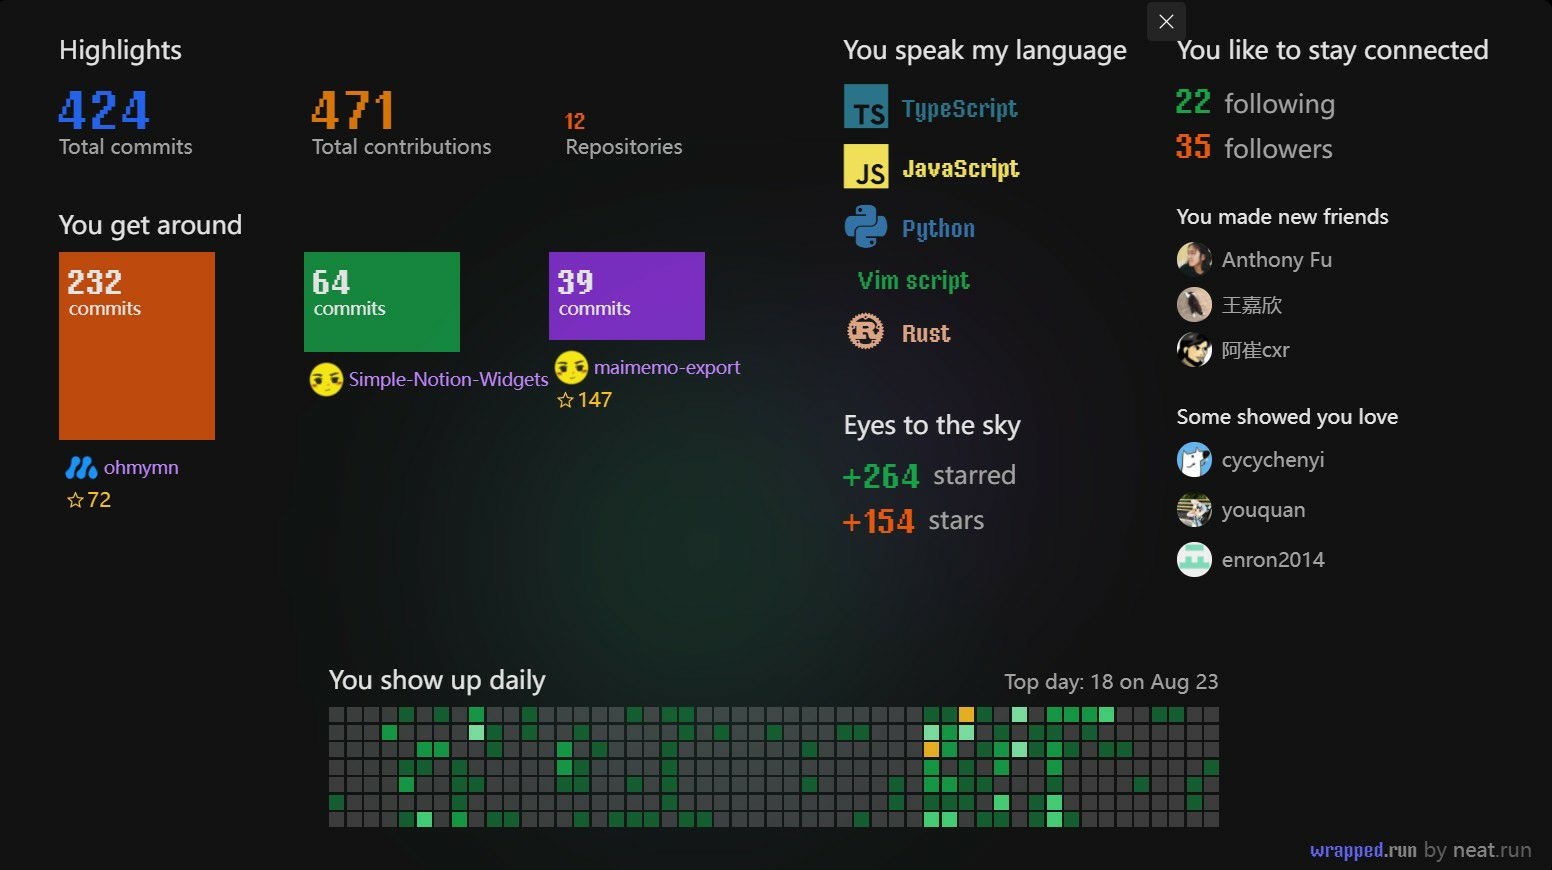 Highlights
424
Total commits
471
Total contributions
12
Repositories
You get around
232
commits
ohmymn
72
64
commits
Simple-Notion-Widgets
39
commits
maimemo-export
147
You speak my language
TS TypeScript
JS JavaScript
Python
Vim script
R Rust
Eyes to the sky
+264 starred
+154 stars
You like to stay connected
22 following
35 followers
You made new friends
Anthony Fu
王嘉欣
阿崔cxr
Some showed you love
cycychenyi
youquan
enron2014
You show up daily
Top day: 18 on Aug 23
wrapped.run by neat.run